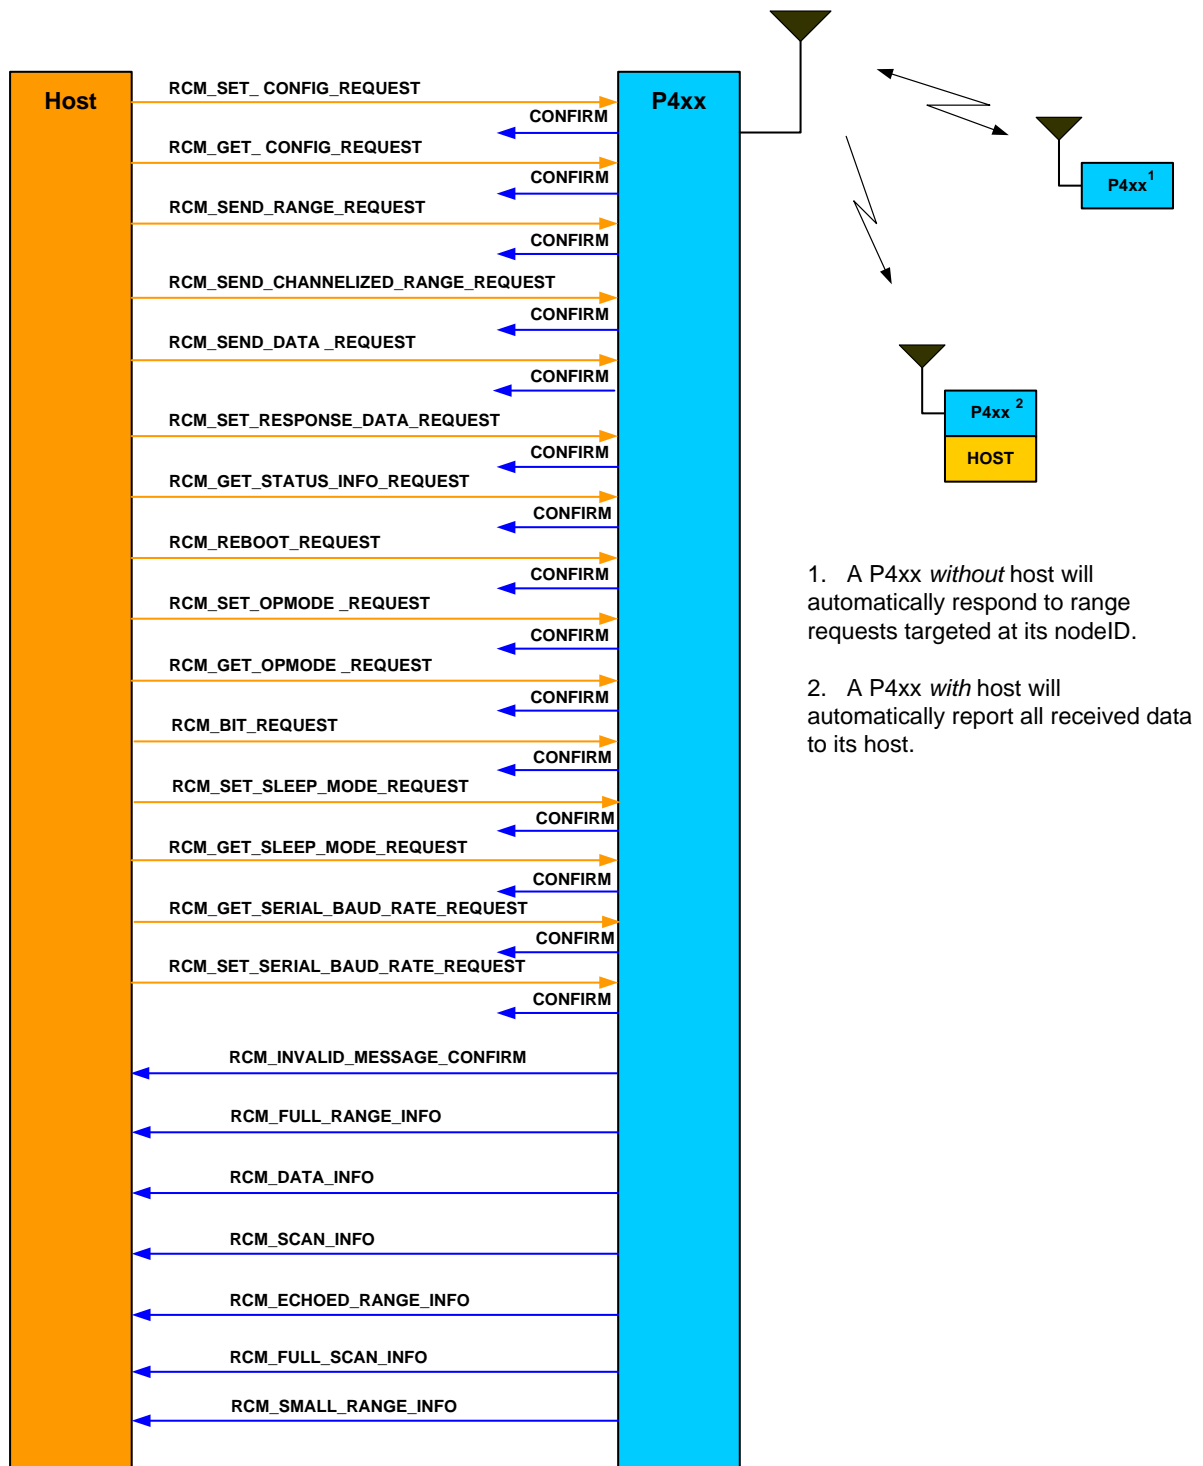 Host
P4xx
RCM_SET_ CONFIG_REQUEST
CONFIRM
RCM_GET_ CONFIG_REQUEST
CONFIRM
RCM_SEND_RANGE_REQUEST
CONFIRM
RCM_SEND_CHANNELIZED_RANGE_REQUEST
CONFIRM
RCM_SEND_DATA _REQUEST
CONFIRM
RCM_SET_RESPONSE_DATA_REQUEST
CONFIRM
RCM_GET_STATUS_INFO_REQUEST
CONFIRM
RCM_REBOOT_REQUEST
CONFIRM
RCM_SET_OPMODE _REQUEST
CONFIRM
RCM_GET_OPMODE _REQUEST
CONFIRM
RCM_BIT_REQUEST
CONFIRM
RCM_SET_SLEEP_MODE_REQUEST
CONFIRM
RCM_GET_SLEEP_MODE_REQUEST
CONFIRM
RCM_GET_SERIAL_BAUD_RATE_REQUEST
CONFIRM
RCM_SET_SERIAL_BAUD_RATE_REQUEST
CONFIRM
RCM_INVALID_MESSAGE_CONFIRM
RCM_FULL_RANGE_INFO
RCM_DATA_INFO
RCM_SCAN_INFO
RCM_ECHOED_RANGE_INFO
RCM_FULL_SCAN_INFO
RCM_SMALL_RANGE_INFO
P4xx 1
P4xx 2
HOST
1. A P4xx without host will
automatically respond to range
requests targeted at its nodeID.
2. A P4xx with host will
automatically report all received data
to its host.